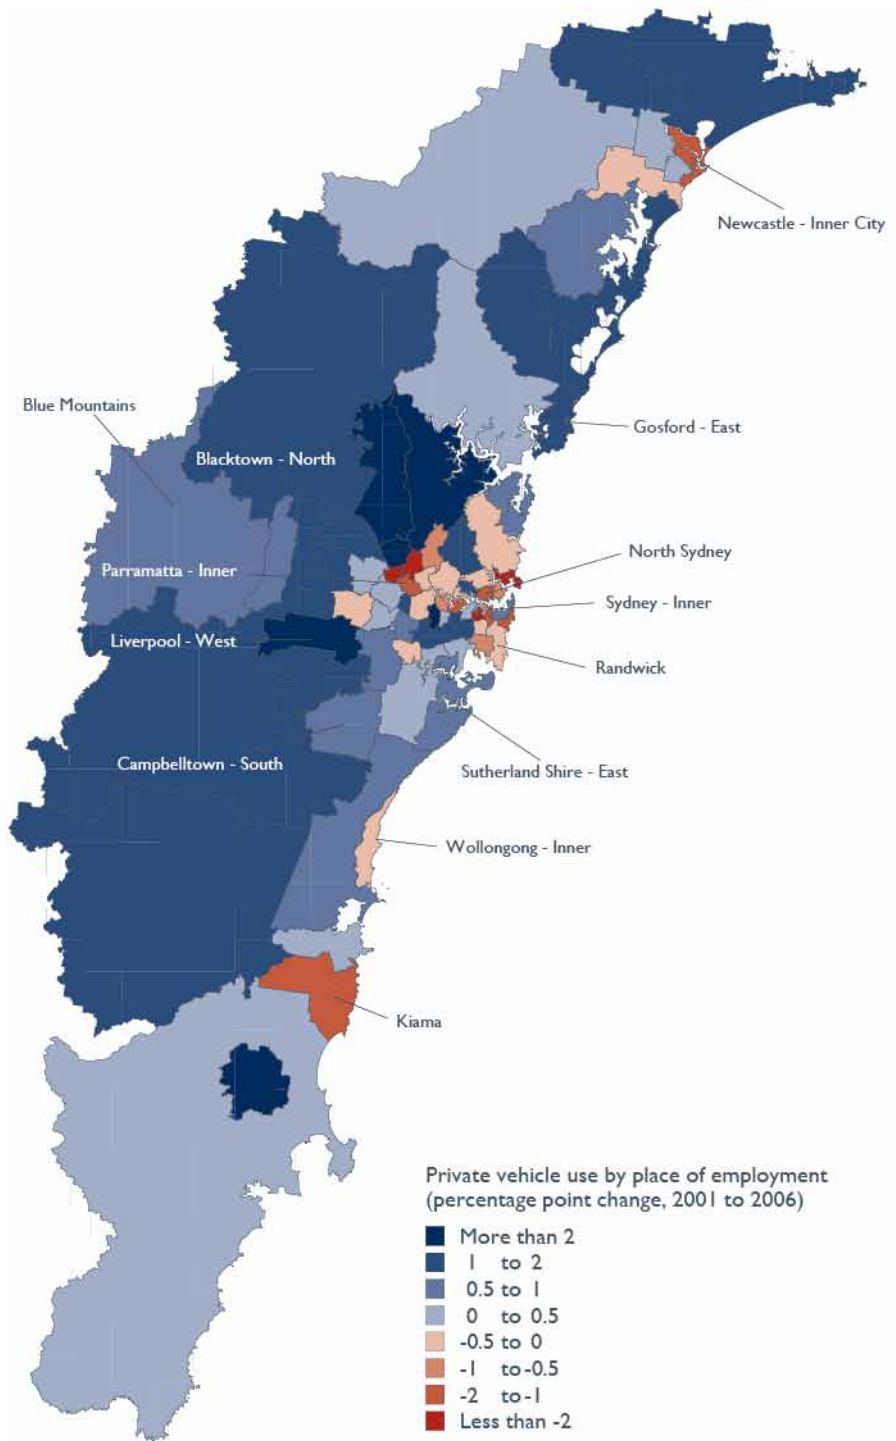 Newcastle - Inner City
Blue Mountains
Gosford - East
Blacktown - North
North Sydney
Parramatta - Inner
Sydney - Inner
Liverpool - West
Randwick
Campbelltown - South
Sutherland Shire - East
Wollongong - Inner
Kiama
Private vehicle use by place of employment
(percentage point change, 2001 to 2006)
More than 2
1 to 2
0.5 to 1
0 to 0.5
-0.5 to 0
-1 to -0.5
-2 to -1
Less than -2